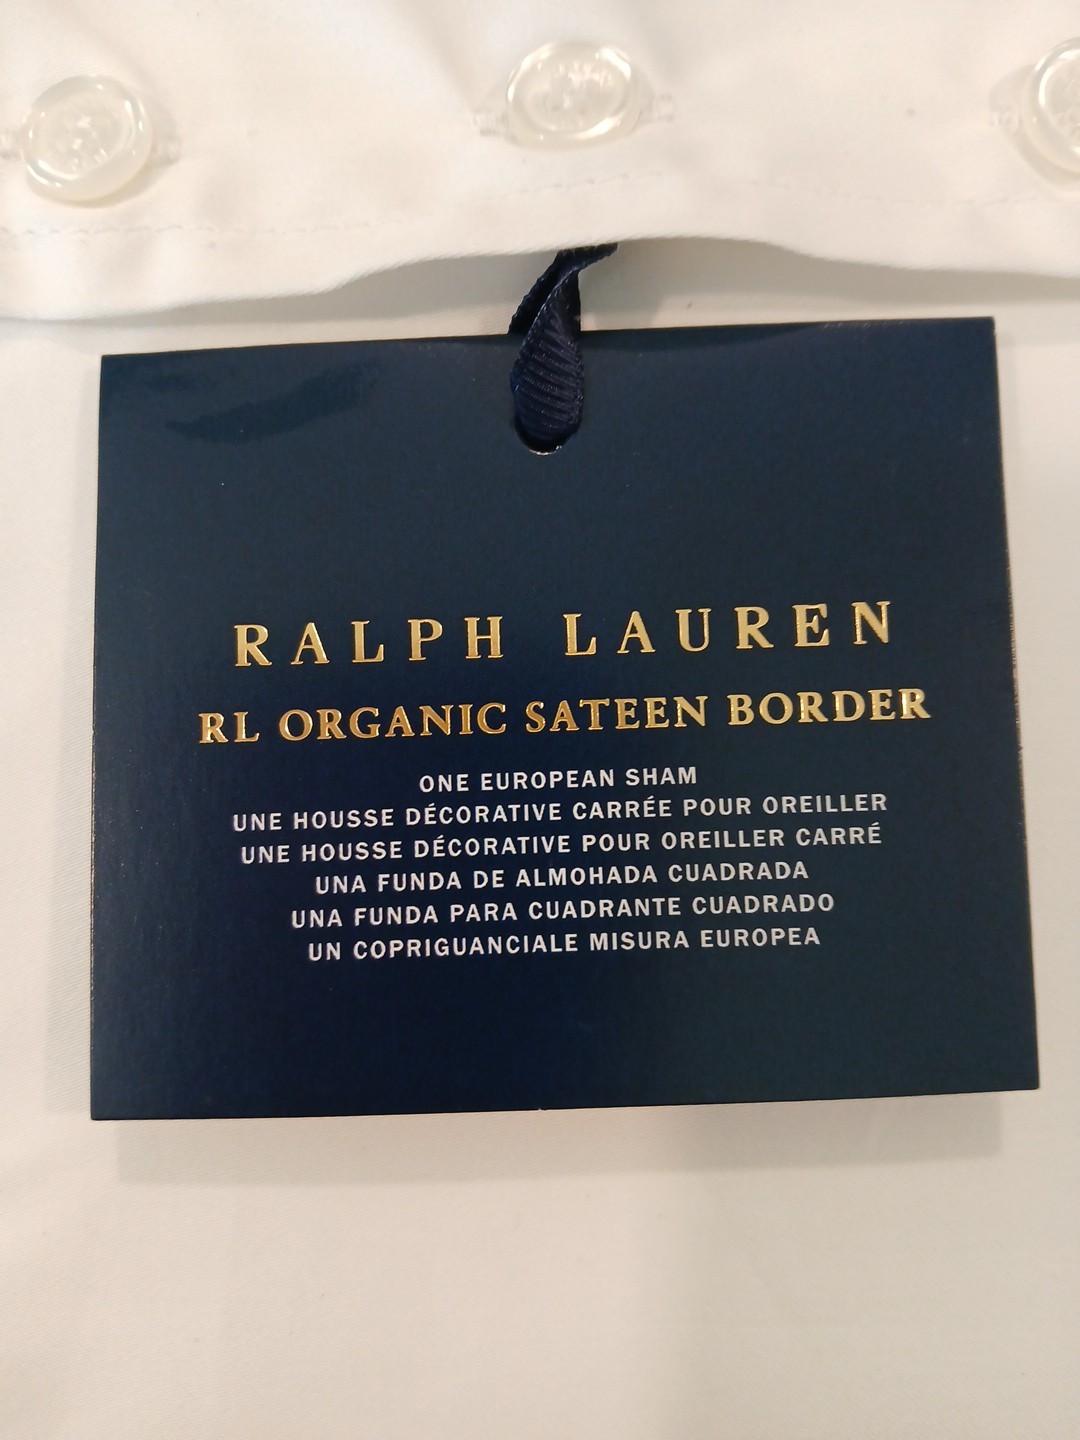 RALPH LAUREN
RL ORGANIC SATEEN BORDER
ONE EUROPEAN SHAM
UNE HOUSSE DÉCORATIVE CARRÉE POUR OREILLER
UNE HOUSSE DÉCORATIVE POUR OREILLER CARRÉ
UNA FUNDA DE ALMOHADA CUADRADA
UNA FUNDA PARA CUADRANTE CUADRADO
UN COPRIGUANCIALE MISURA EUROPEA